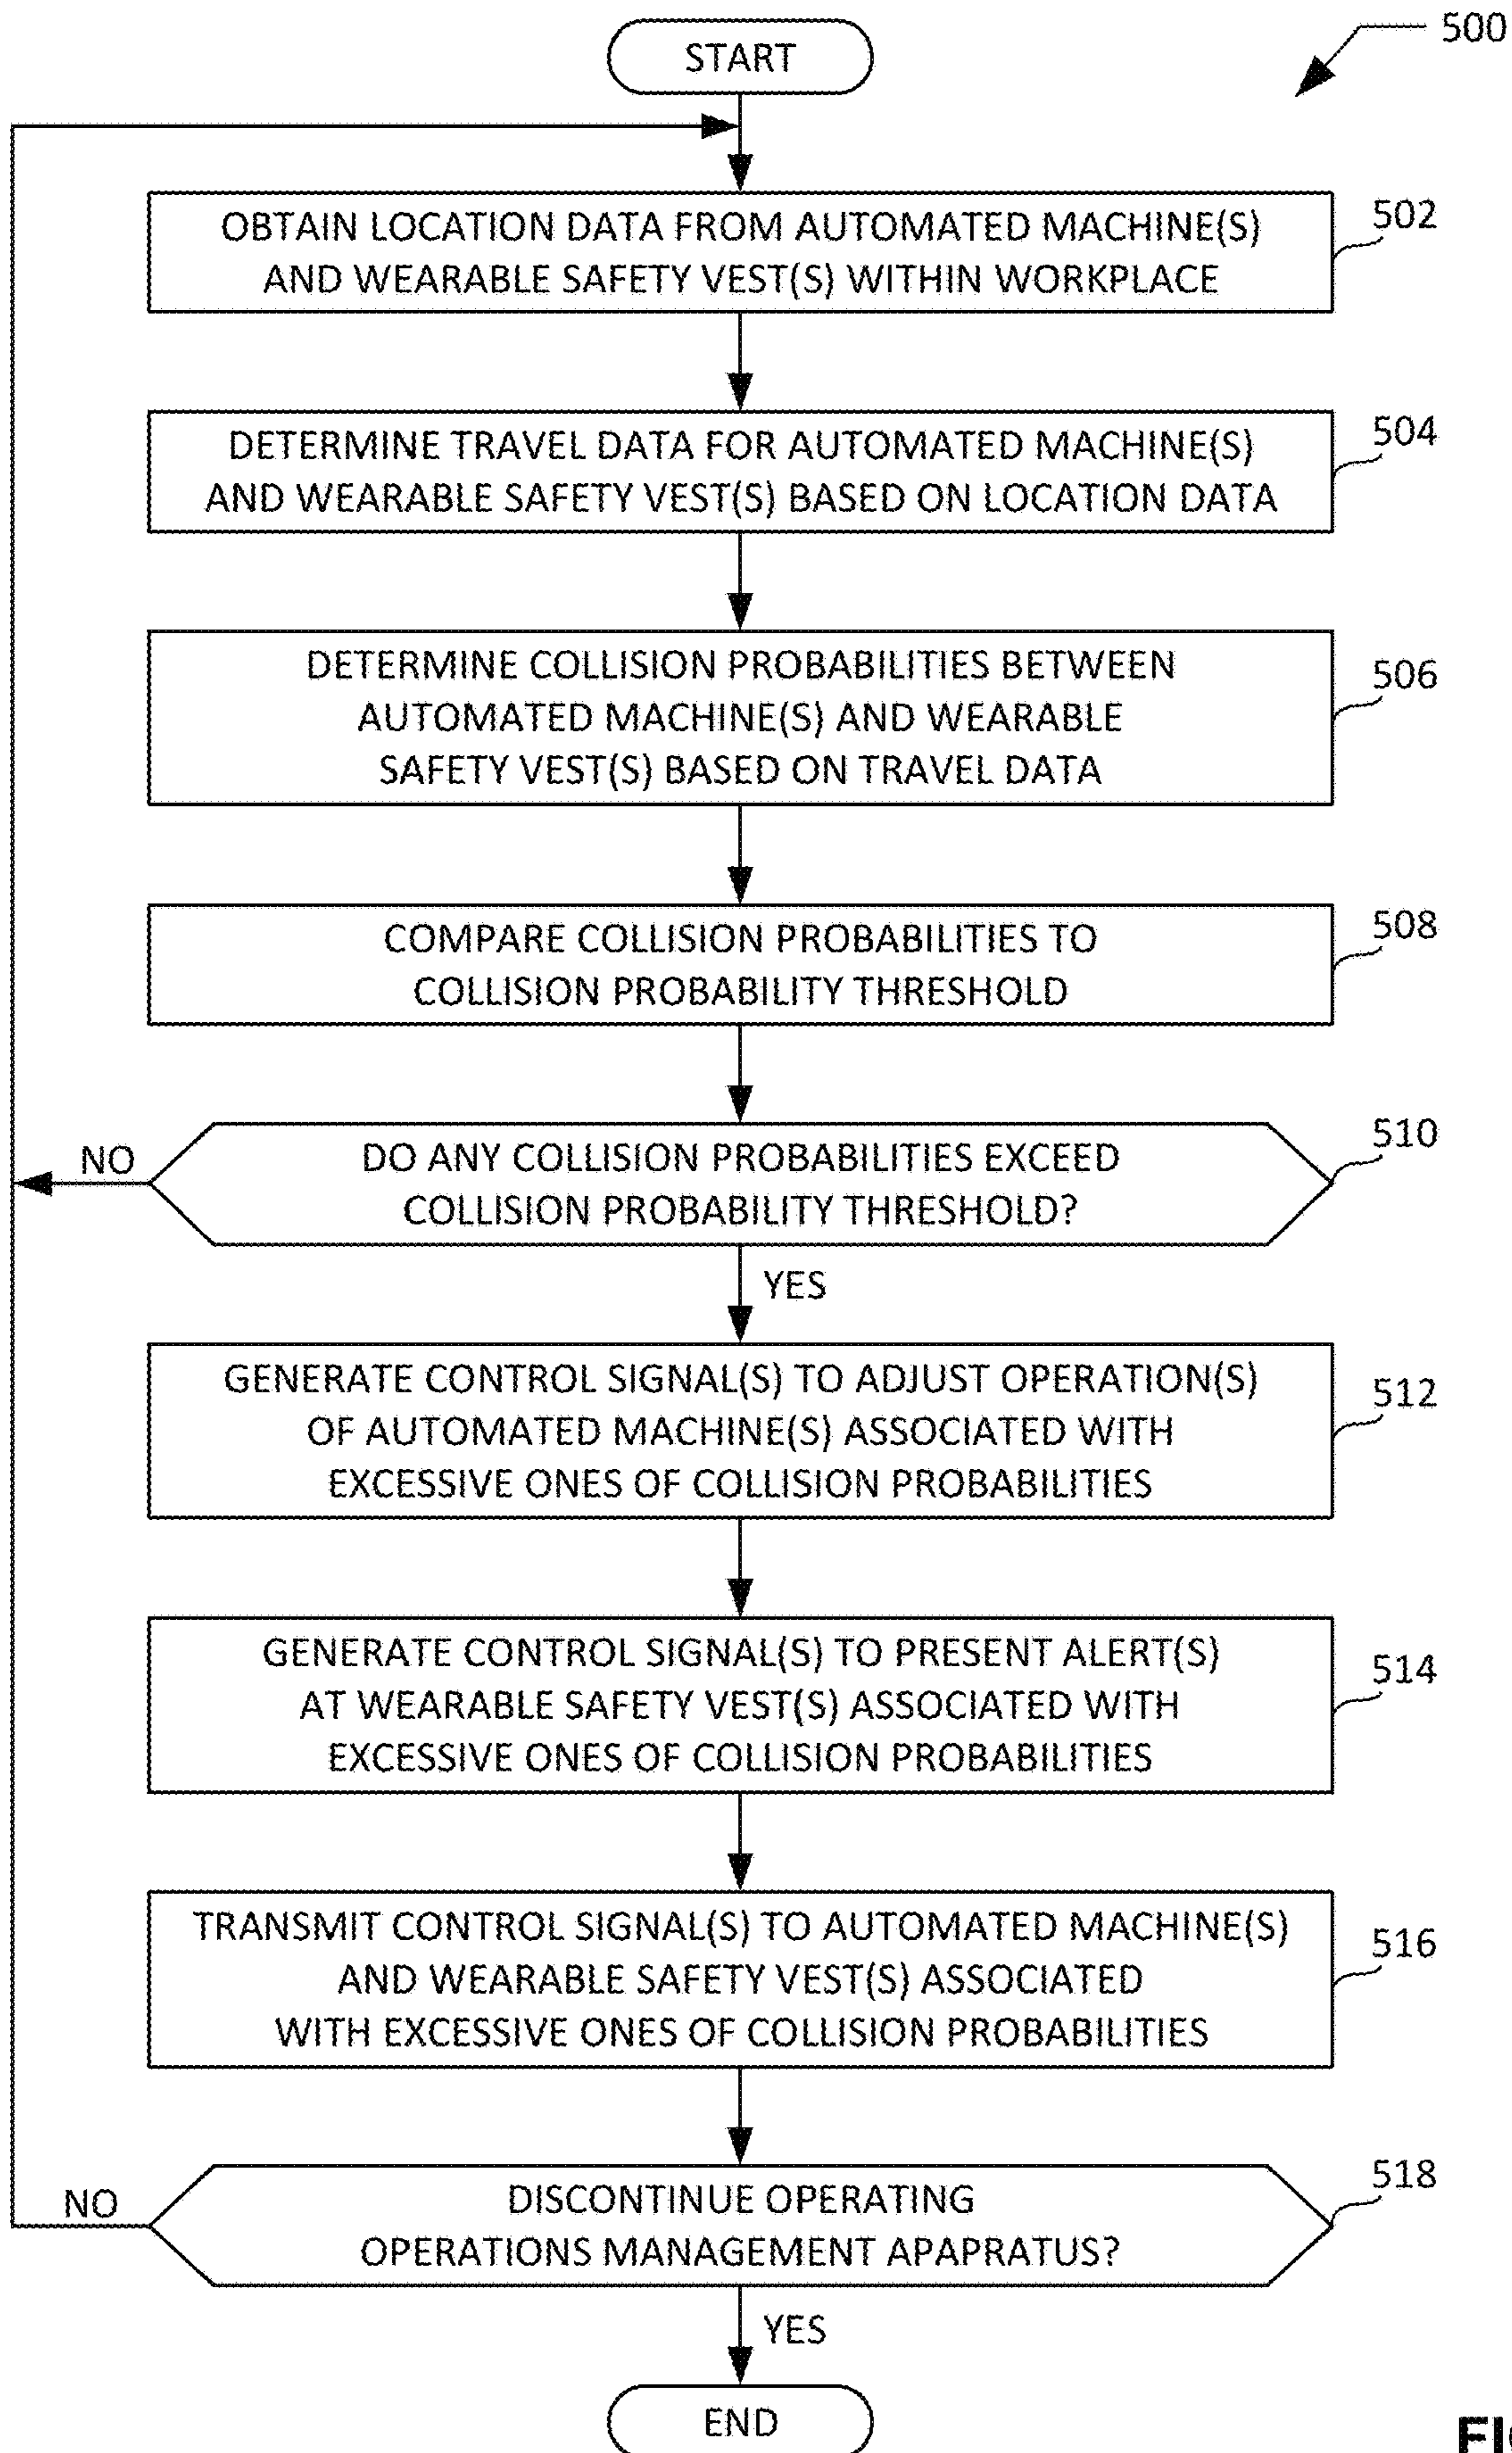 500
START
OBTAIN LOCATION DATA FROM AUTOMATED MACHINE(S)
AND WEARABLE SAFETY VEST(S) WITHIN WORKPLACE
502
DETERMINE TRAVEL DATA FOR AUTOMATED MACHINE(S)
AND WEARABLE SAFETY VEST(S) BASED ON LOCATION DATA
504
DETERMINE COLLISION PROBABILITIES BETWEEN
AUTOMATED MACHINE(S) AND WEARABLE
SAFETY VEST(S) BASED ON TRAVEL DATA
506
COMPARE COLLISION PROBABILITIES TO
COLLISION PROBABILITY THRESHOLD
508
DO ANY COLLISION PROBABILITIES EXCEED
COLLISION PROBABILITY THRESHOLD?
510
NO
YES
GENERATE CONTROL SIGNAL(S) TO ADJUST OPERATION(S)
OF AUTOMATED MACHINE(S) ASSOCIATED WITH
EXCESSIVE ONES OF COLLISION PROBABILITIES
512
GENERATE CONTROL SIGNAL(S) TO PRESENT ALERT(S)
AT WEARABLE SAFETY VEST(S) ASSOCIATED WITH
EXCESSIVE ONES OF COLLISION PROBABILITIES
514
TRANSMIT CONTROL SIGNAL(S) TO AUTOMATED MACHINE(S)
AND WEARABLE SAFETY VEST(S) ASSOCIATED
WITH EXCESSIVE ONES OF COLLISION PROBABILITIES
516
DISCONTINUE OPERATING
OPERATIONS MANAGEMENT APAPRATUS?
518
NO
YES
END